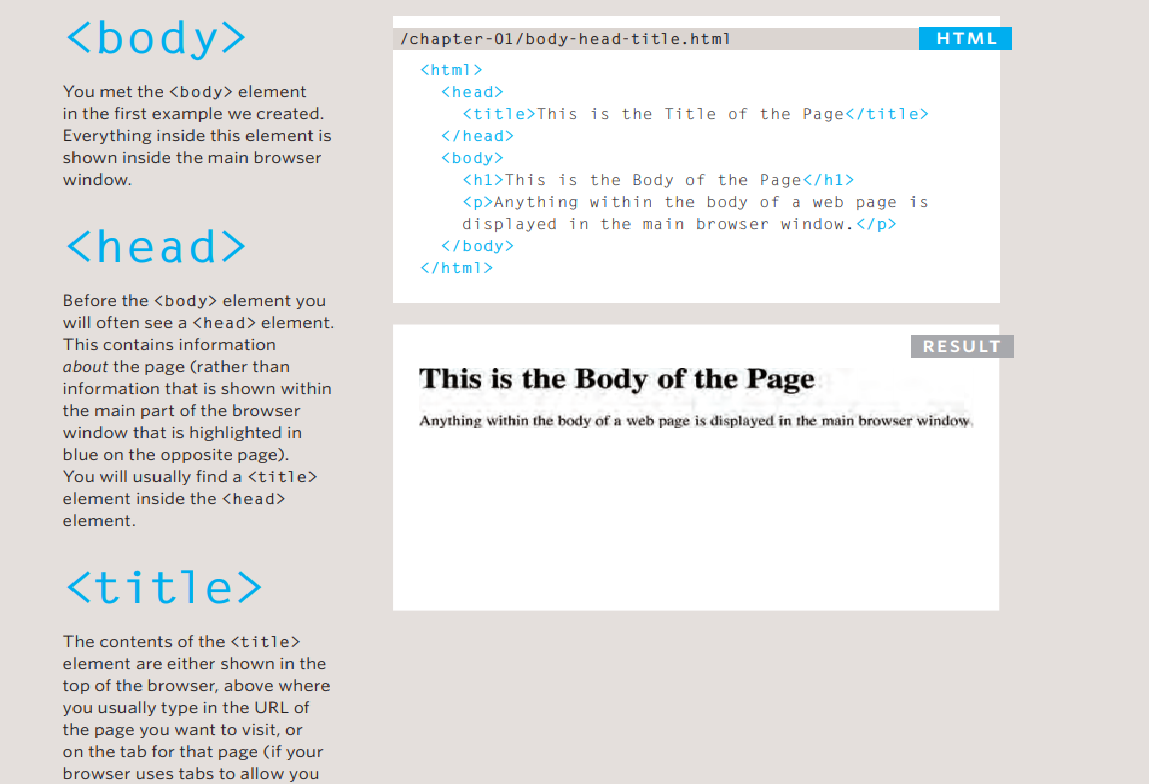 <body>
You met the <body> element
in the first example we created.
Everything inside this element is
shown inside the main browser
window.
<head>
Before the <body> element you
will often see a <head> element.
This contains information
about the page (rather than
information that is shown within
the main part of the browser
window that is highlighted in
blue on the opposite page).
You will usually find a <title>
element inside the <head>
element.
<title>
The contents of the <title>
element are either shown in the
top of the browser, above where
you usually type in the URL of
the page you want to visit, or
on the tab for that page (if your
browser uses tabs to allow you
/chapter-01/body-head-title.html
HTML
<html>
<head>
<title>This is the Title of the Page</title>
</head>
<body>
<h1>This is the Body of the Page</h1>
<p>Anything within the body of a web page is
displayed in the main browser window.</p>
</body>
</html>
RESULT
This is the Body of the Page
Anything within the body of a web page is displayed in the main browser window.